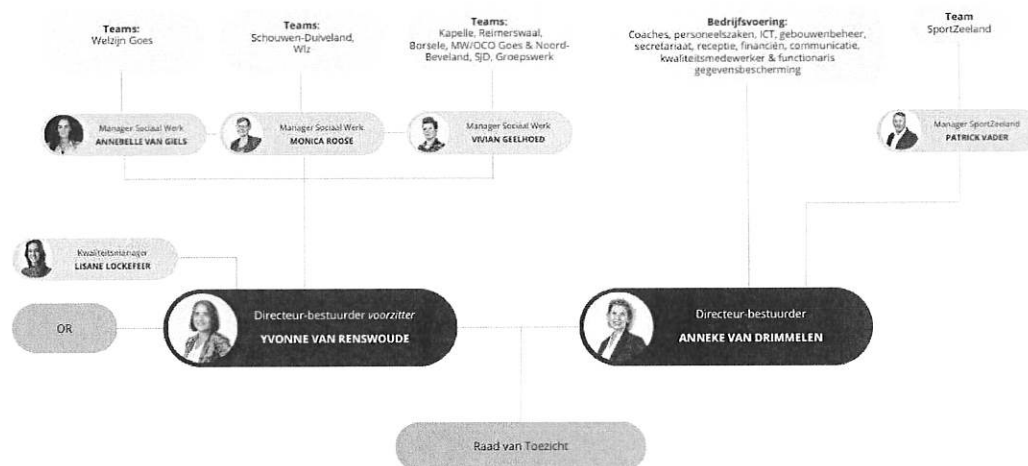 Teams:
Welzijn Goes
Teams:
Schouwen-Duiveland,
Wlz
Teams:
Kapelle, Reimerswaal,
Borsele, MW/OCO Goes & Noord-
Beveland, SJD, Groepswerk
Bedrijfsvoering:
Coaches, personeelszaken, ICT, gebouwenbeheer,
secretariaat, receptie, financiën, communicatie,
kwaliteitsmedewerker & functionaris
gegevensbescherming
Team
SportZeeland
Manager Sociaal Werk
ANNEBELLE VAN GIELS
Manager Sociaal Werk
MONICA ROOSE
Manager Sociaal Werk
VIVIAN GEELHOED
Manager SportZeeland
PATRICK VADER
Kwaliteitsmanager
LISANE LOCKEFEER
OR
Directeur-bestuurder voorzitter
YVONNE VAN RENSWOUDE
Directeur-bestuurder
ANNEKE VAN DRIMMELEN
Raad van Toezicht